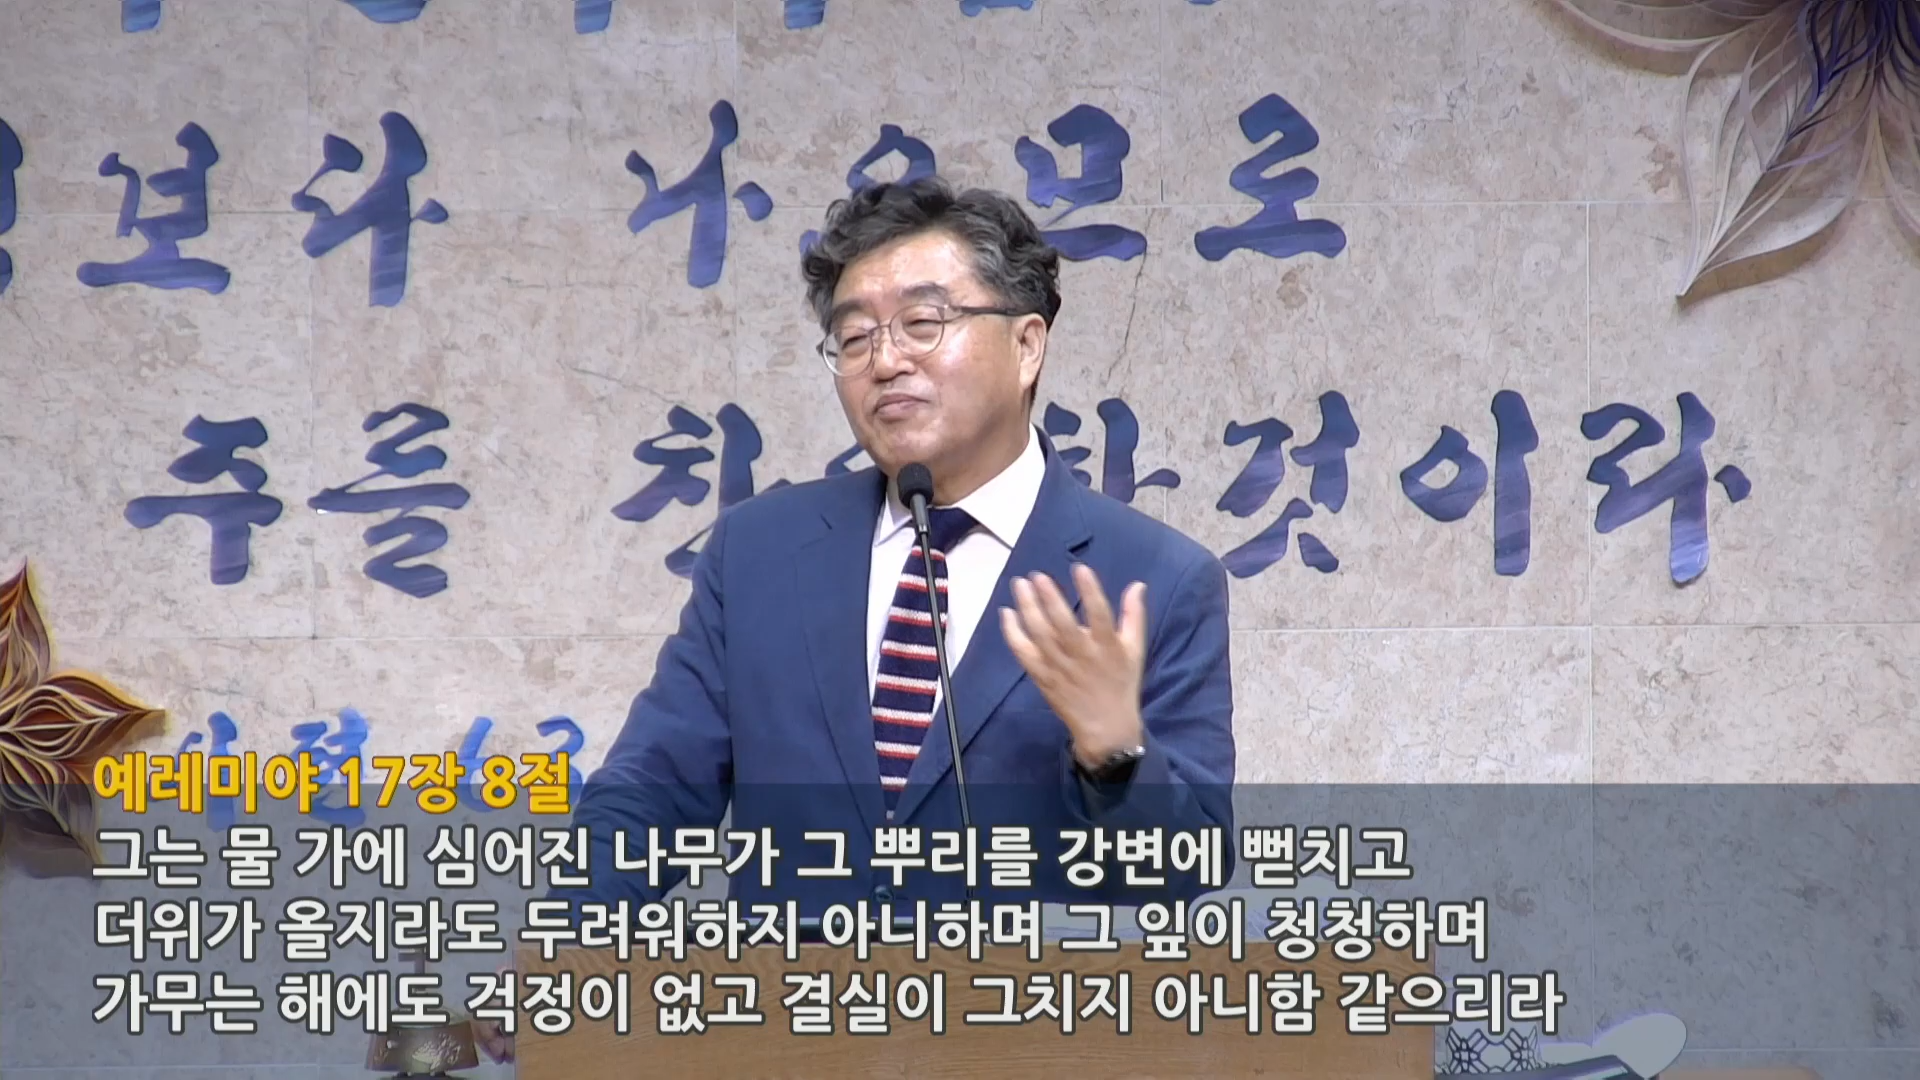 보다 나으므로
주를 찬 것이라
예레미야 17장 8절
그는 물 가에 심어진 나무가 그 뿌리를 강변에 뻗치고
더위가 올지라도 두려워하지 아니하며 그 잎이 청청하며
가무는 해에도 걱정이 없고 결실이 그치지 아니함 같으리라